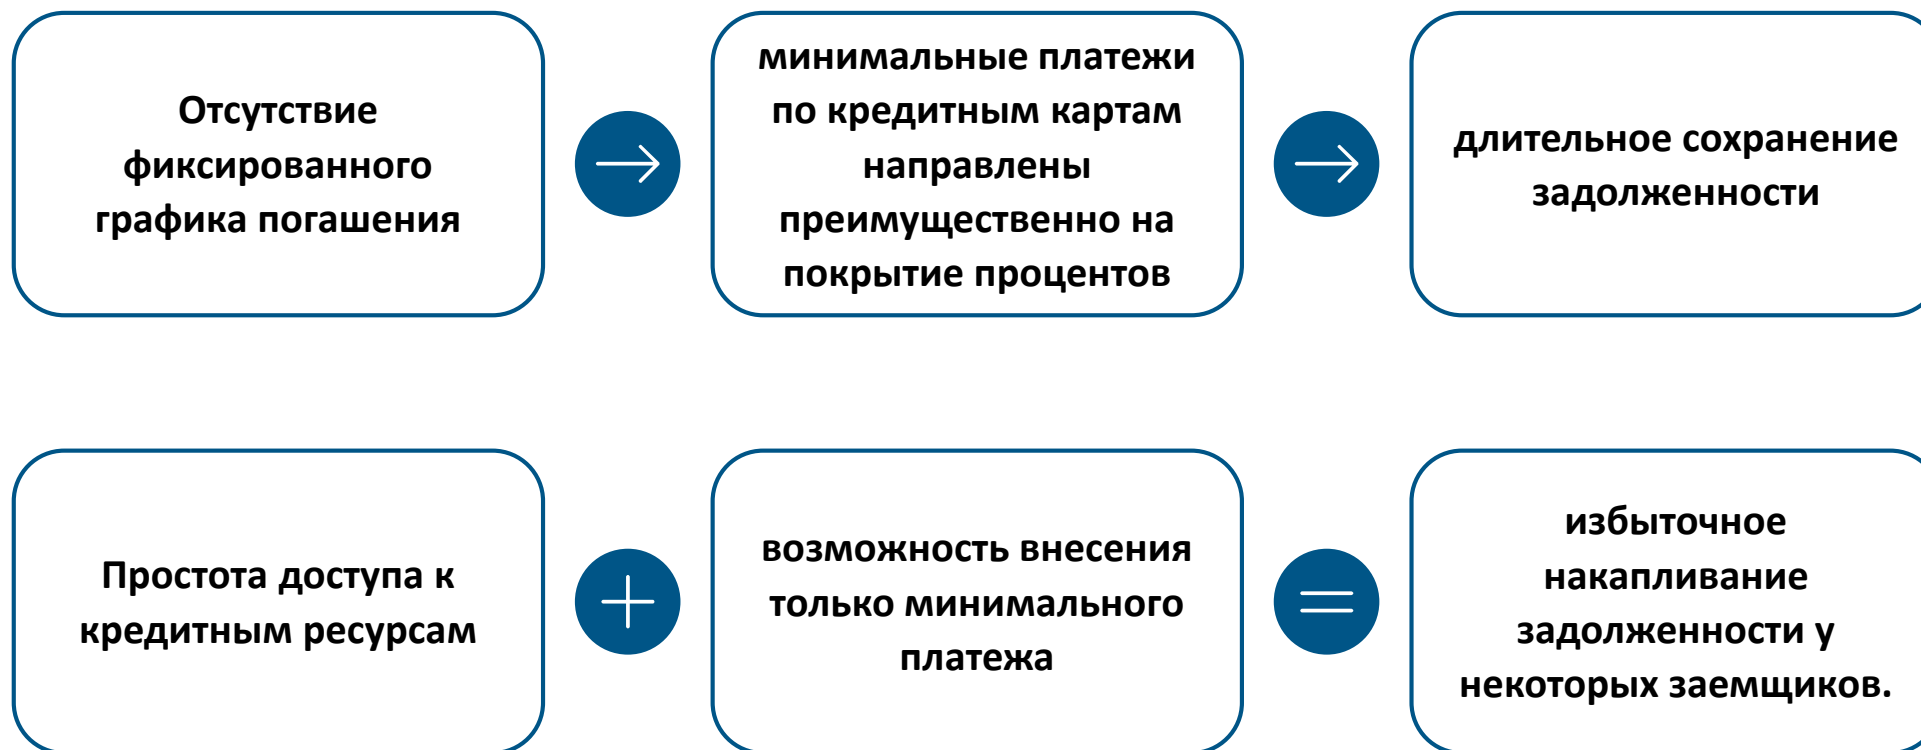 Отсутствие
фиксированного
графика погашения
минимальные платежи
по кредитным картам
направлены
преимущественно на
покрытие процентов
длительное сохранение
задолженности
Простота доступа к
кредитным ресурсам
возможность внесения
только минимального
платежа
избыточное
накапливание
задолженности у
некоторых заемщиков.